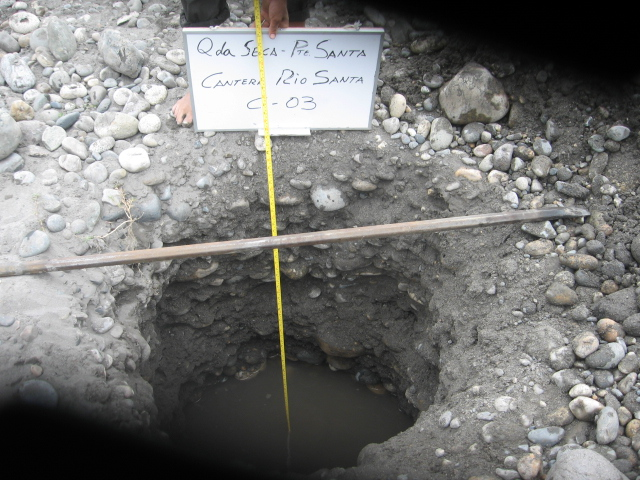 Qda SECA - Pte SANTA
CANTERA RIO SANTA
C-03